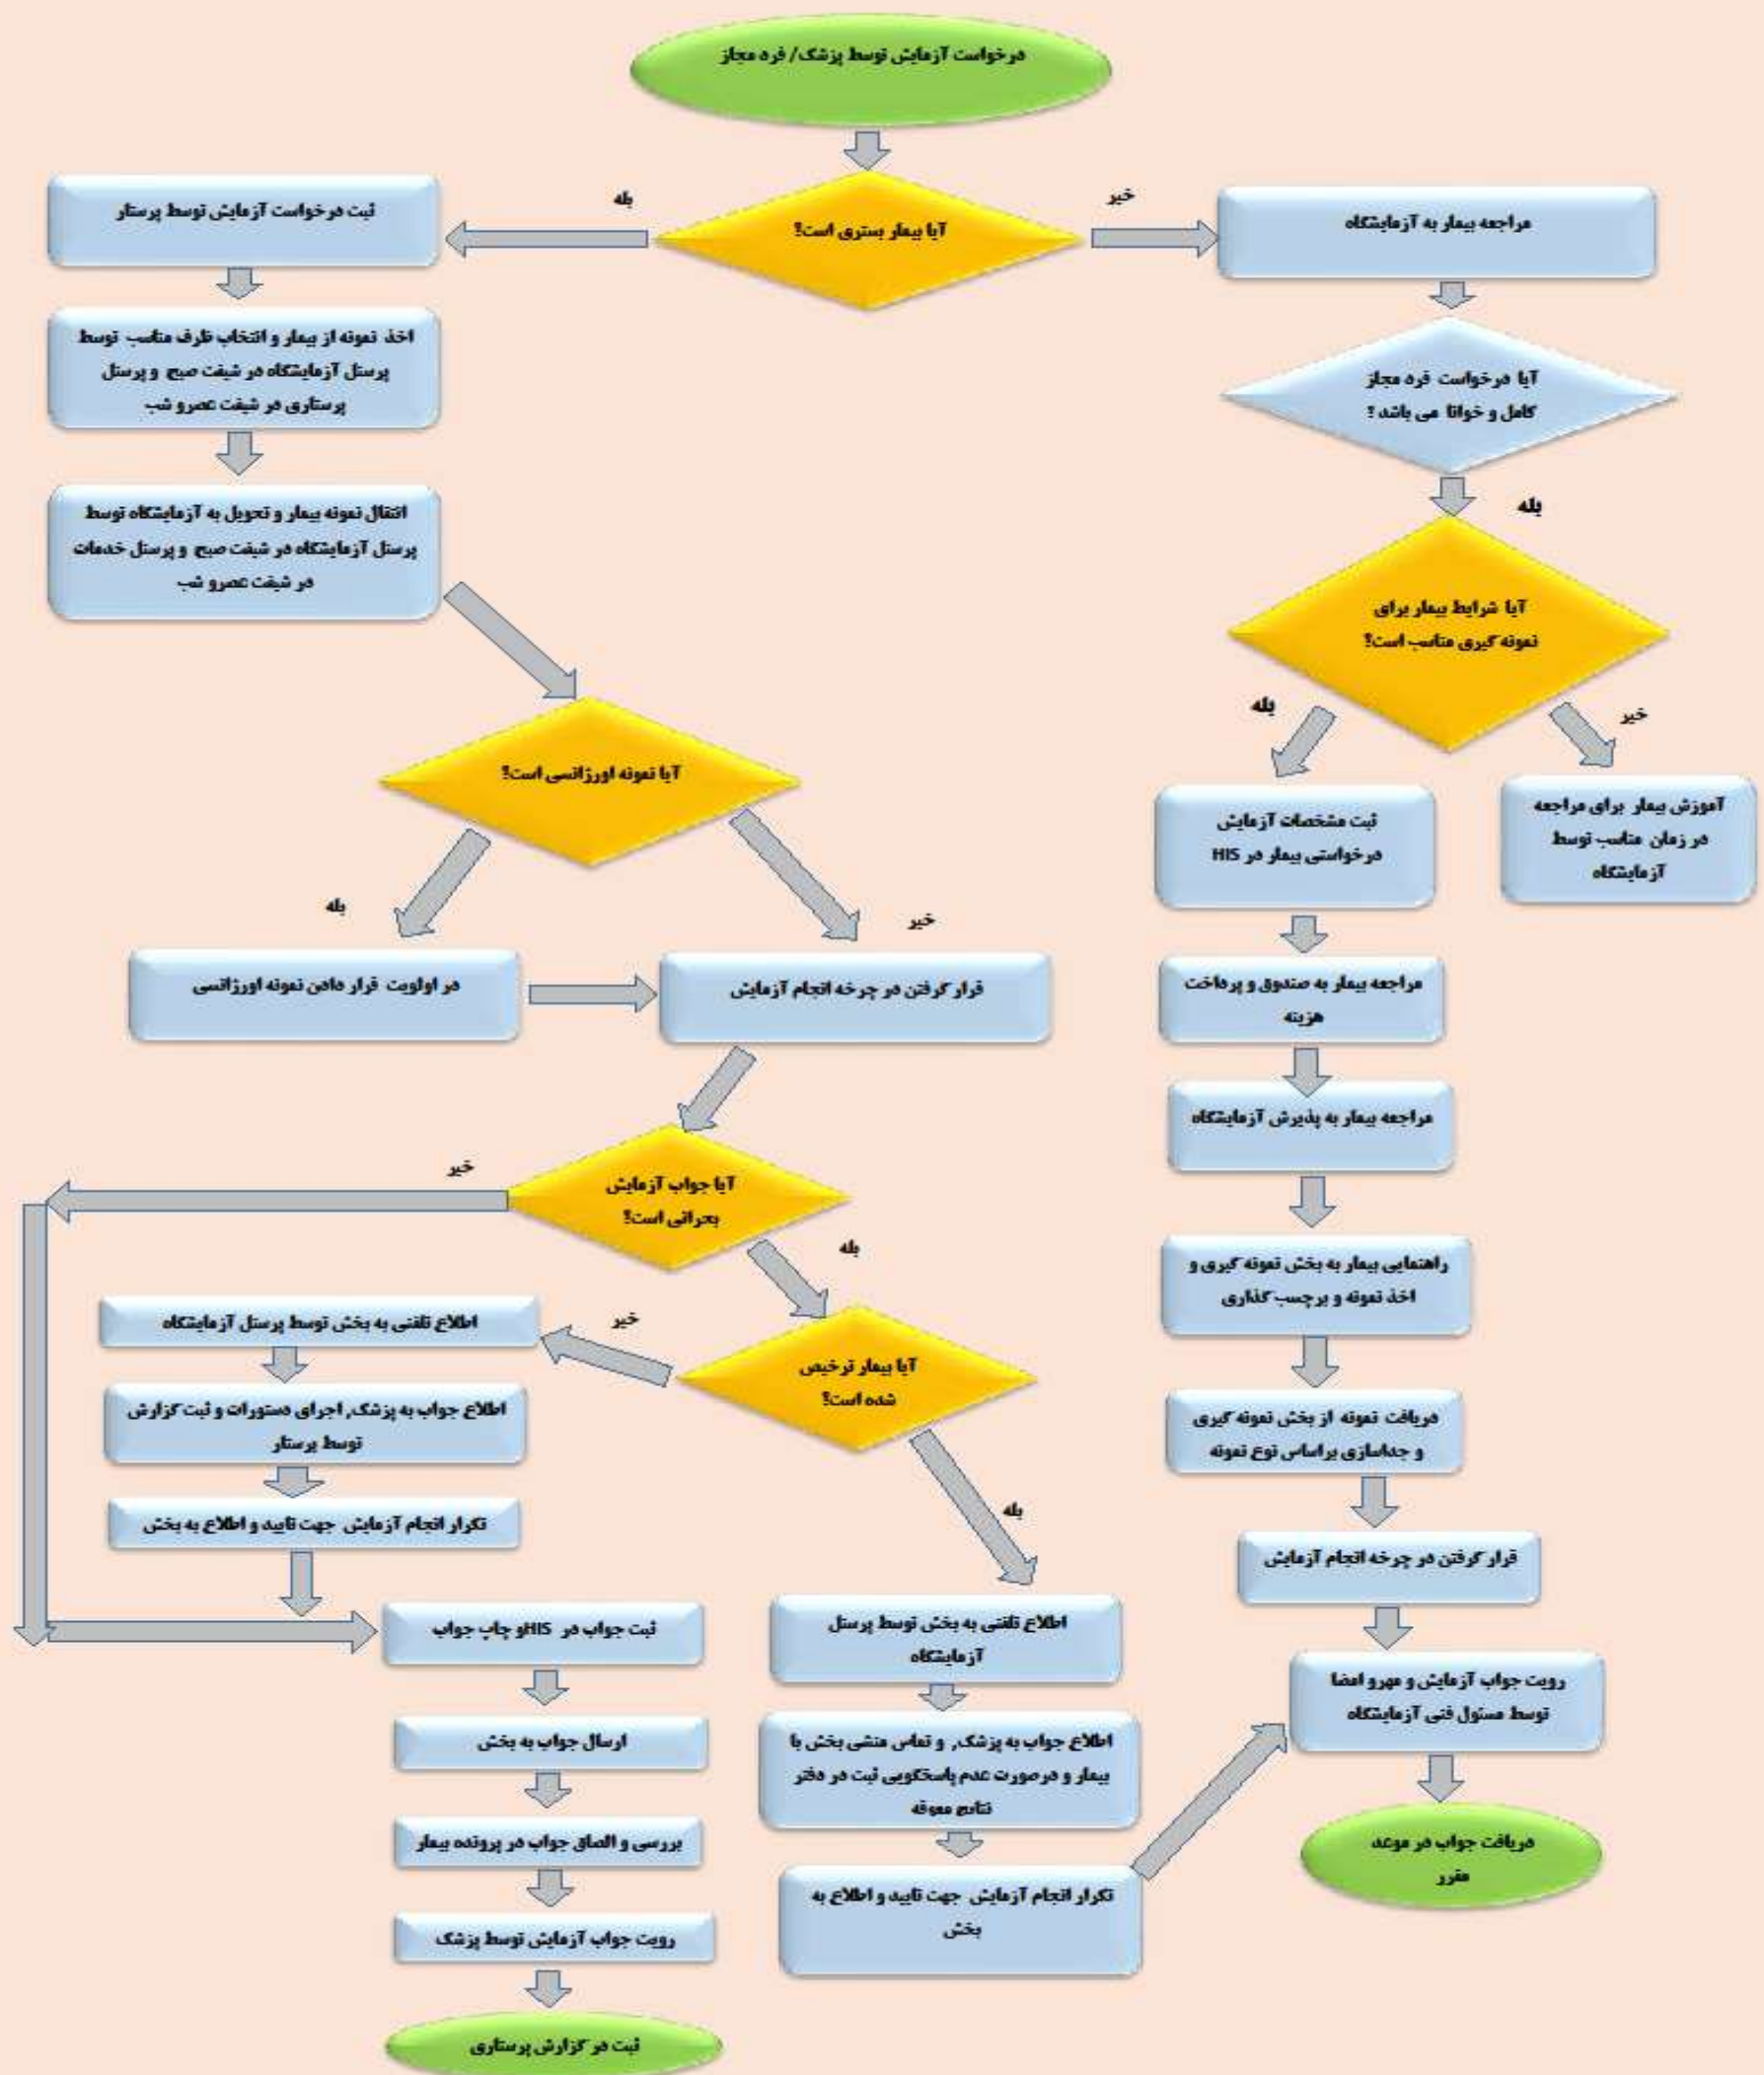 درخواست آزمایش توسط پزشک/ فرد مجاز
آیا بیمار بستری است؟
بله
خیر
ثبت درخواست آزمایش توسط پرستار
اخذ نمونه از بیمار و انتخاب ظرف مناسب توسط
پرسنل آزمایشگاه در شیفت صبح و پرسنل
پرستاری در شیفت عصرو شب
انتقال نمونه بیمار و تحویل به آزمایشگاه توسط
پرسنل آزمایشگاه در شیفت صبح و پرسنل خدمات
در شیفت عصرو شب
آیا نمونه اورژانسی است؟
بله
خیر
در اولویت قرار دادن نمونه اورژانسی
قرار گرفتن در چرخه انجام آزمایش
آیا جواب آزمایش
بحرانی است؟
خیر
بله
آیا بیمار ترخیص
شده است؟
خیر
بله
اطلاع تلفنی به بخش توسط پرسنل آزمایشگاه
اطلاع جواب به پزشک, اجرای دستورات و ثبت گزارش
توسط پرستار
تکرار انجام آزمایش جهت تایید و اطلاع به بخش
ثبت جواب در HISو چاپ جواب
ارسال جواب به بخش
بررسی و الصاق جواب در پرونده بیمار
رویت جواب آزمایش توسط پزشک
ثبت در گزارش پرستاری
اطلاع تلفنی به بخش توسط پرسنل
آزمایشگاه
اطلاع جواب به پزشک, و تماس منشی بخش با
بیمار و درصورت عدم پاسخگویی ثبت در دفتر
نتایج معوقه
تکرار انجام آزمایش جهت تایید و اطلاع به
بخش
مراجعه بیمار به آزمایشگاه
آیا درخواست فرد مجاز
کامل و خوانا می باشد ؟
بله
آیا شرایط بیمار برای
نمونه گیری مناسب است؟
بله
خیر
آموزش بیمار برای مراجعه
در زمان مناسب توسط
آزمایشگاه
ثبت مشخصات آزمایش
درخواستی بیمار در HIS
مراجعه بیمار به صندوق و پرداخت
هزینه
مراجعه بیمار به پذیرش آزمایشگاه
راهنمایی بیمار به بخش نمونه گیری و
اخذ نمونه و برچسب گذاری
دریافت نمونه از بخش نمونه گیری
و جداسازی براساس نوع نمونه
قرار گرفتن در چرخه انجام آزمایش
رویت جواب آزمایش و مهرو امضا
توسط مسئول فنی آزمایشگاه
دریافت جواب در موعد
مقرر